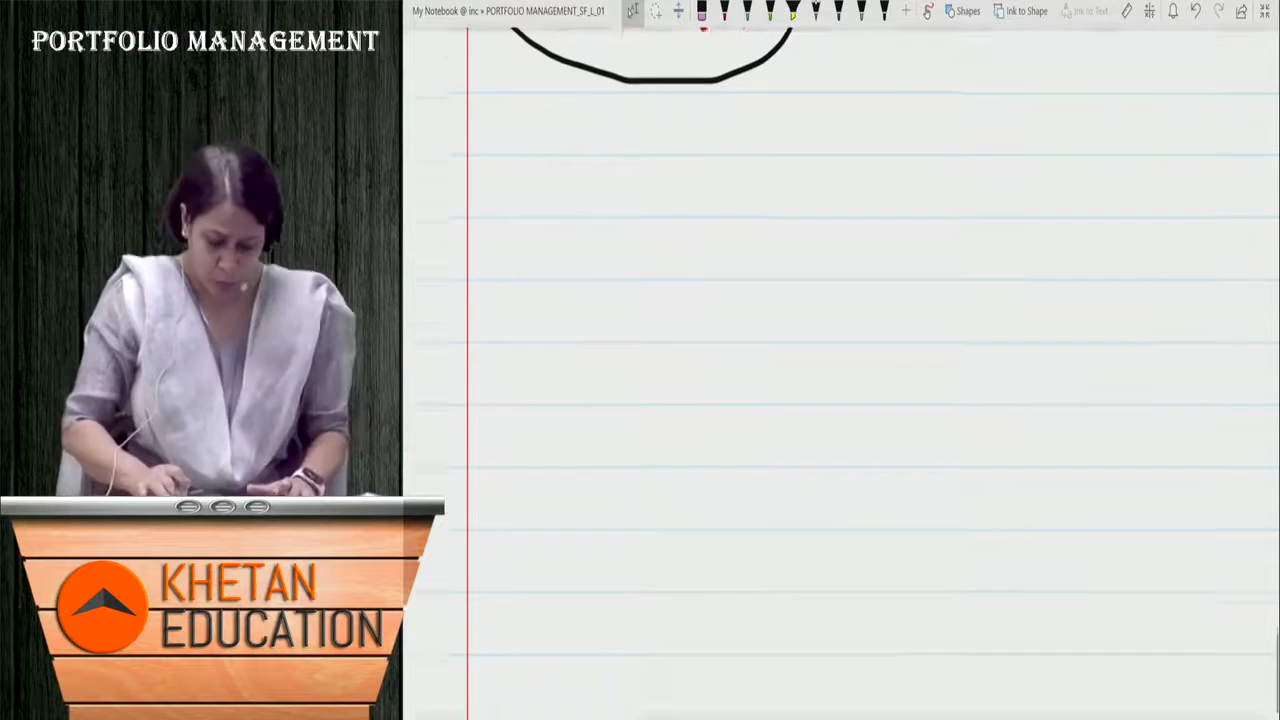 PORTFOLIO MANAGEMENT
My Notebook @ inc » PORTFOLIO MANAGEMENT_SF_L_01
Shapes
Ink to Shape
Ink to Text
KHETAN
EDUCATION